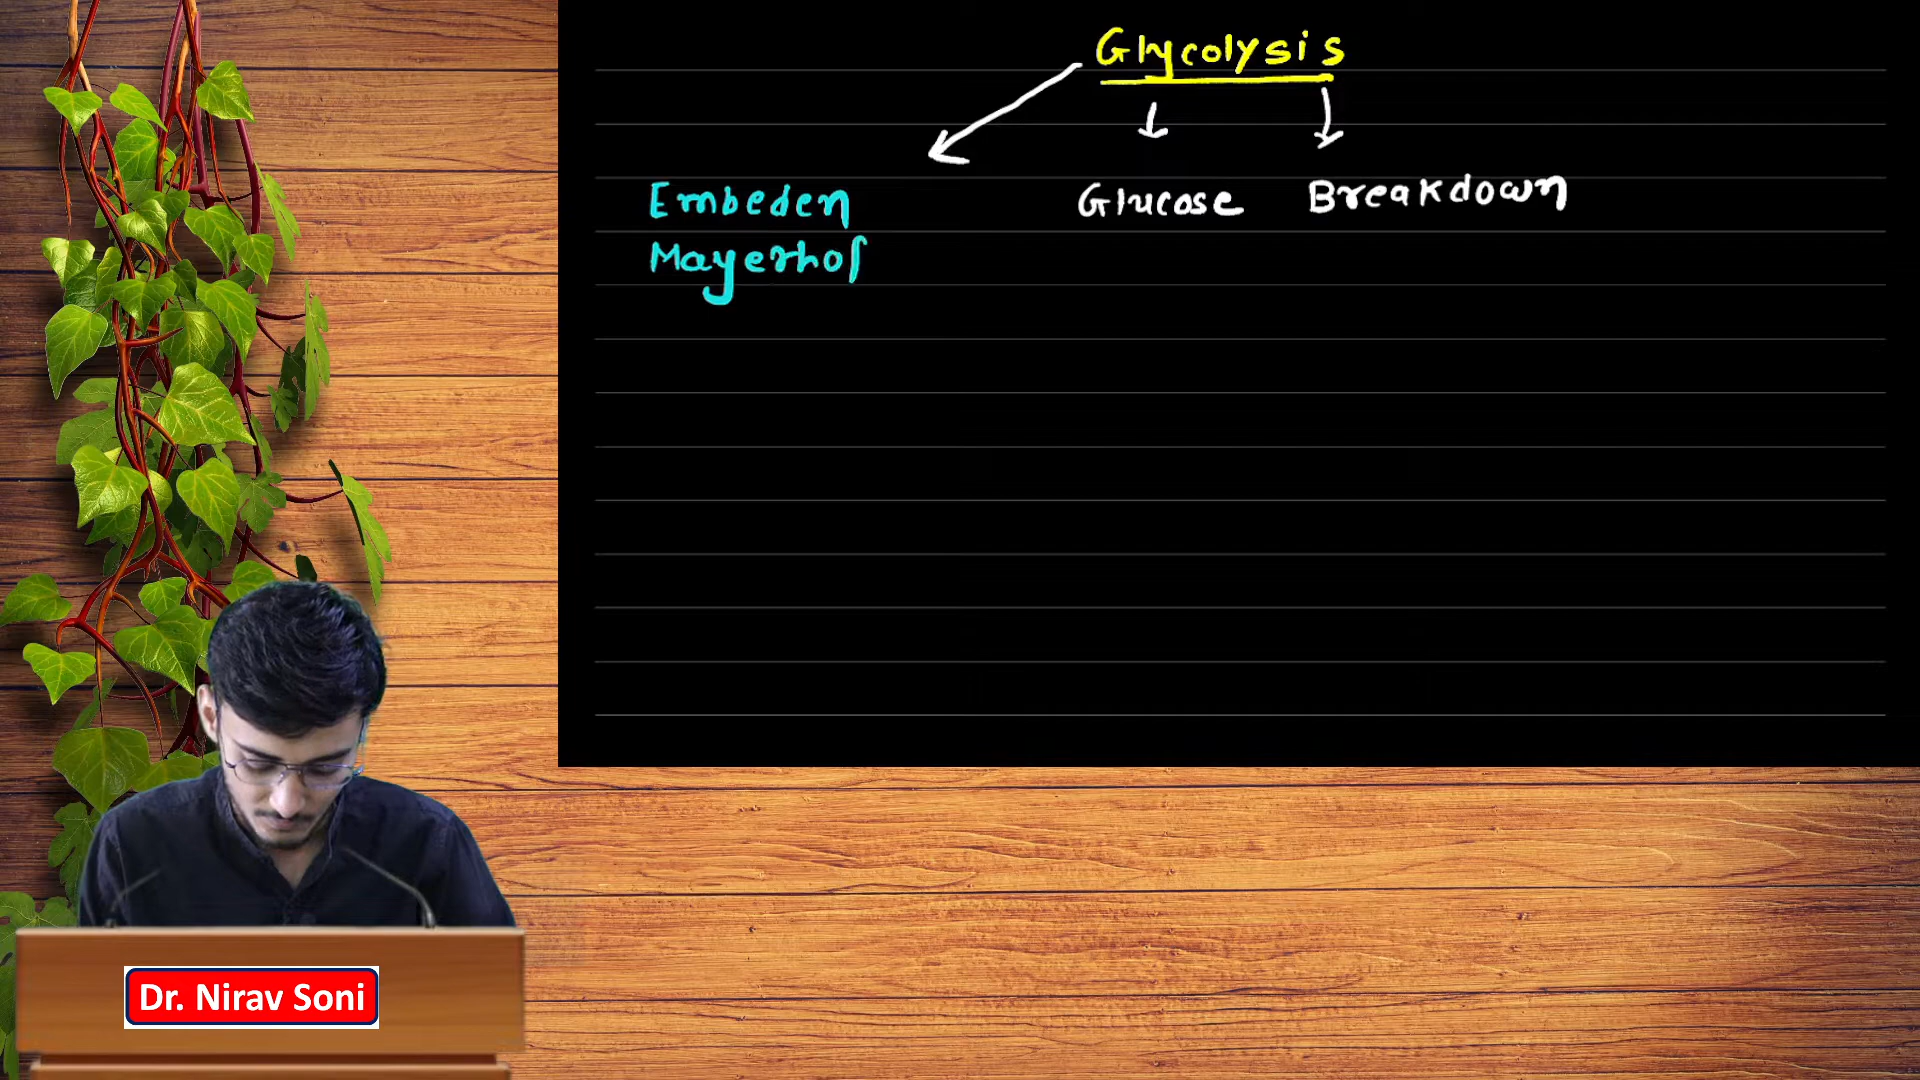 Glycolysis
Glucose Breakdown
Embeden
Mayerhof
Dr. Nirav Soni